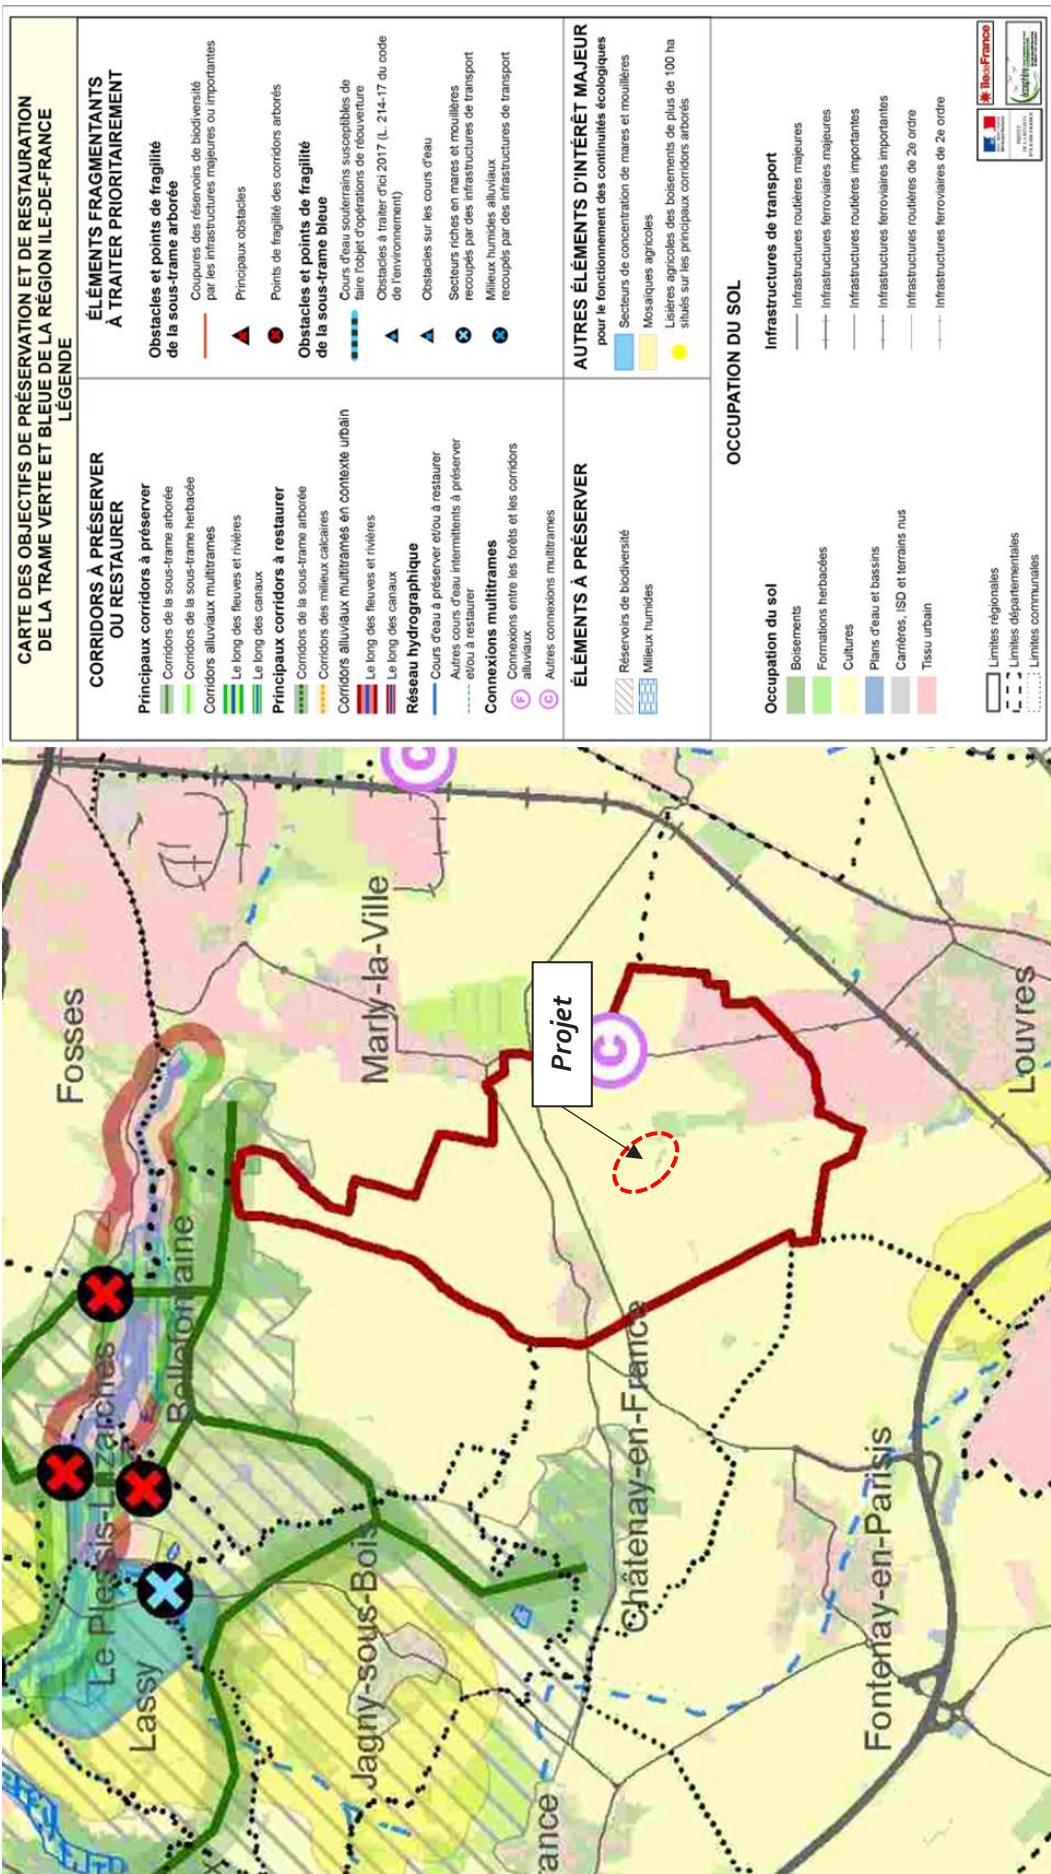 CARTE DES OBJECTIFS DE PRÉSERVATION ET DE RESTAURATION
DE LA TRAME VERTE ET BLEUE DE LA RÉGION ILE-DE-FRANCE
LÉGENDE
CORRIDORS À PRÉSERVER
OU RESTAURER
Principaux corridors à préserver
Corridors de la sous-trame arborée
Corridors de la sous-trame herbacée
Corridors alluviaux multitrames
Le long des fleuves et rivières
Le long des canaux
Principaux corridors à restaurer
Corridors de la sous-trame arborée
Corridors des milieux calcaires
Corridors alluviaux multitrames en contexte urbain
Le long des fleuves et rivières
Le long des canaux
Réseau hydrographique
Cours d'eau à préserver et/ou à restaurer
Autres cours d'eau intermittents à préserver
et/ou à restaurer
Connexions multitrames
F
Connexions entre les forêts et les corridors
alluviaux
C
Autres connexions multitrames
ÉLÉMENTS FRAGMENTANTS
À TRAITER PRIORITAIREMENT
Obstacles et points de fragilité
de la sous-trame arborée
Coupures des réservoirs de biodiversité
par les infrastructures majeures ou importantes
Principaux obstacles
Points de fragilité des corridors arborés
Obstacles et points de fragilité
de la sous-trame bleue
Cours d'eau souterrains susceptibles de
faire l'objet d'opérations de réouverture
Obstacles à traiter d'ici 2017 (L. 214-17 du code
de l'environnement)
Obstacles sur les cours d'eau
Secteurs riches en mares et mouillères
recoupés par des infrastructures de transport
Milieux humides alluviaux
recoupés par des infrastructures de transport
ÉLÉMENTS À PRÉSERVER
Réservoirs de biodiversité
Milieux humides
AUTRES ÉLÉMENTS D'INTÉRÊT MAJEUR
pour le fonctionnement des continuités écologiques
Secteurs de concentration de mares et mouillères
Mosaïques agricoles
Lisières agricoles des boisements de plus de 100 ha
situés sur les principaux corridors arborés
OCCUPATION DU SOL
Occupation du sol
Boisements
Formations herbacées
Cultures
Plans d'eau et bassins
Carrières, ISD et terrains nus
Tissu urbain
Limites régionales
Limites départementales
Limites communales
Infrastructures de transport
Infrastructures routières majeures
Infrastructures ferroviaires majeures
Infrastructures routières importantes
Infrastructures ferroviaires importantes
Infrastructures routières de 2e ordre
Infrastructures ferroviaires de 2e ordre
îledeFrance
Fosses
Le Plessis-Luzarches
Lassy
Bellefontaine
Marly-la-Ville
Jagny-sous-Bois
C
Projet
C
Châtenay-en-France
ance
Fontenay-en-Parisis
Louvres